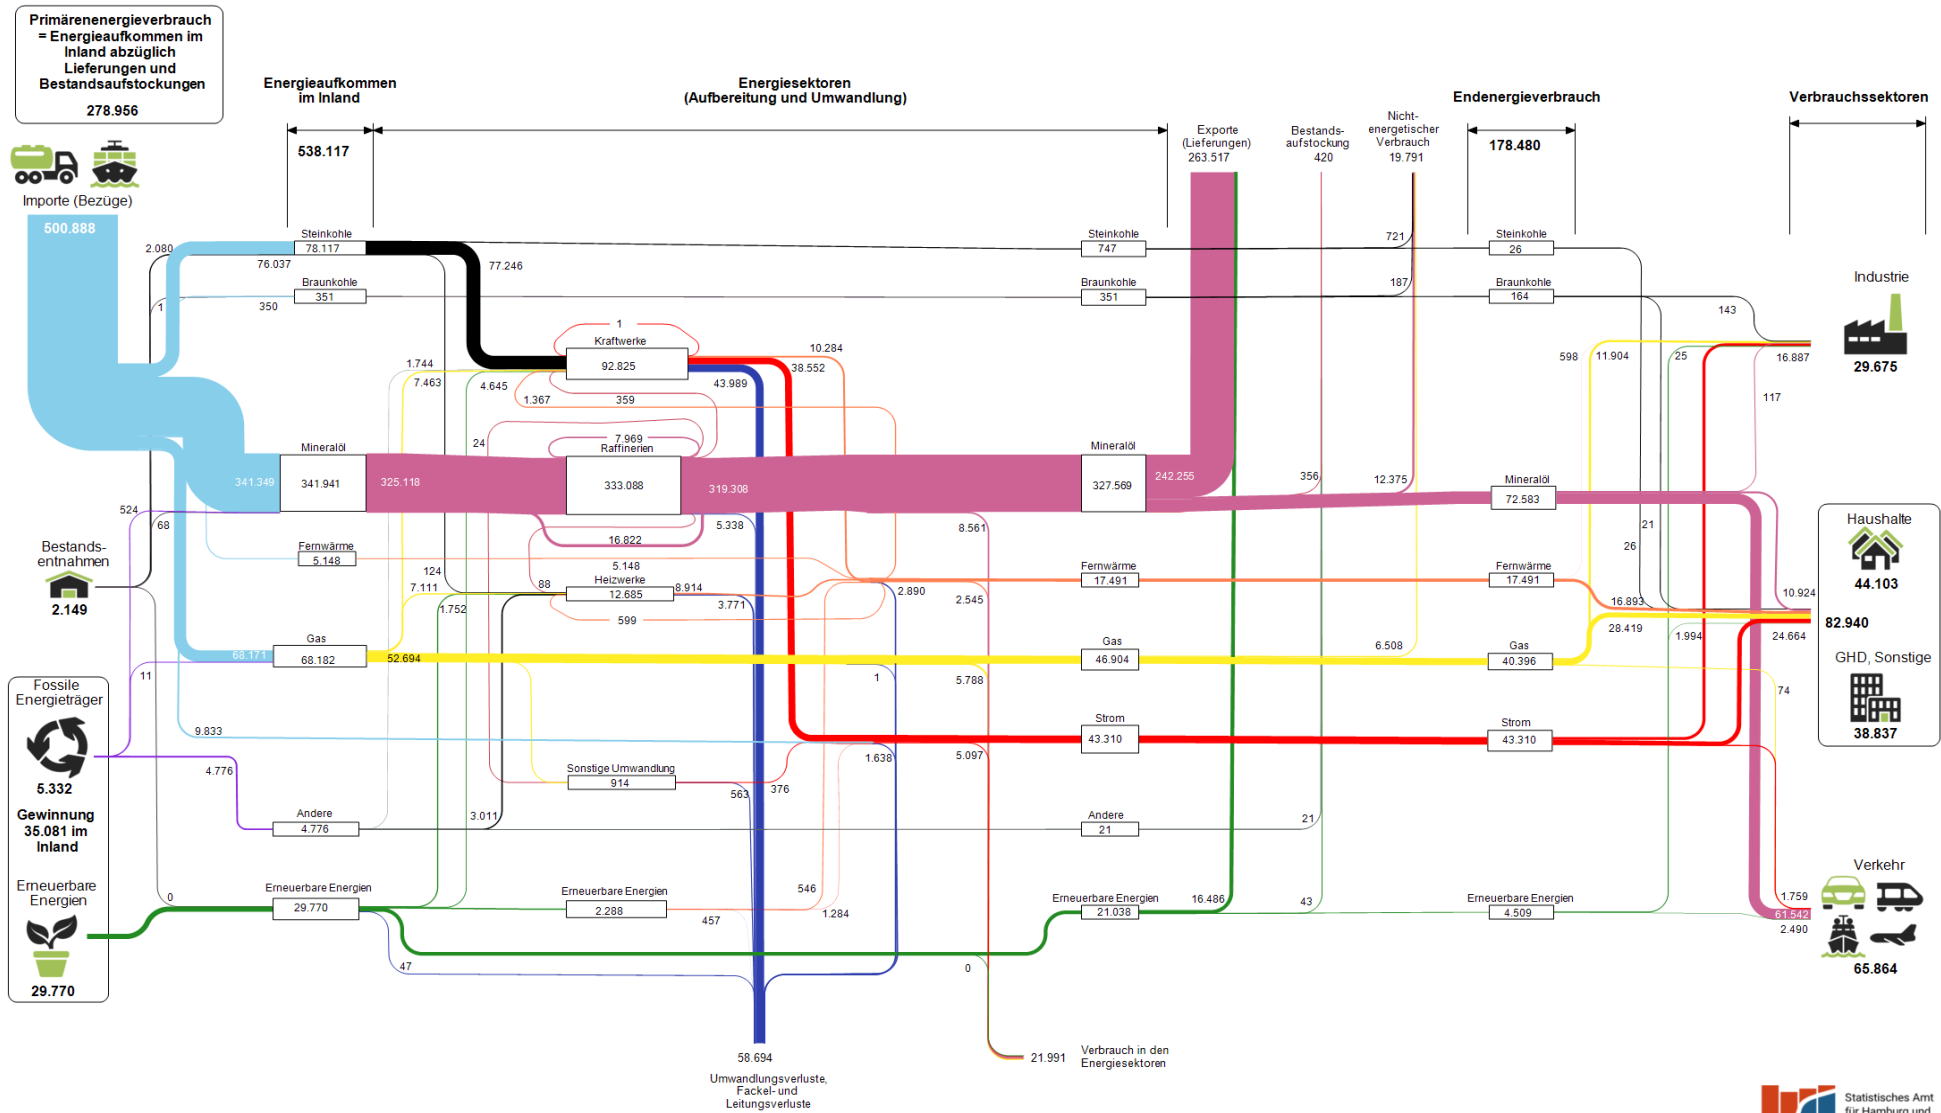 Primärenenergieverbrauch
= Energieaufkommen im
Inland abzüglich
Lieferungen und
Bestandsaufstockungen
278.956
Energieaufkommen
im Inland
538.117
Energiesektoren
(Aufbereitung und Umwandlung)
Exporte
(Lieferungen)
263.517
Bestands-
aufstockung
420
Nicht-
energetischer
Verbrauch
19.791
Endenergieverbrauch
178.480
Verbrauchssektoren
Importe (Bezüge)
500.888
2.080
76.037
Steinkohle
78.117
77.246
Steinkohle
747
721
Steinkohle
26
1
350
Braunkohle
351
Braunkohle
351
187
Braunkohle
164
143
Industrie
29.675
1
Kraftwerke
92.825
10.284
38.552
43.989
1.744
7.463
4.645
1.367
359
598
11.904
25
16.887
117
24
7.969
Raffinerien
333.088
Mineralöl
341.941
341.349
325.118
319.308
5.338
16.822
8.561
Mineralöl
327.569
242.255
356
12.375
Mineralöl
72.583
524
68
Bestands-
entnahmen
2.149
Fernwärme
5.148
5.148
124
7.111
1.752
88
Heizwerke
12.685
8.914
3.771
599
2.890
2.545
Fernwärme
17.491
Fernwärme
17.491
21
26
16.893
28.419
1.994
10.924
24.664
Haushalte
44.103
82.940
GHD, Sonstige
38.837
68.171
Gas
68.182
52.694
11
1
5.788
Gas
46.904
6.508
Gas
40.396
74
Fossile
Energieträger
5.332
Gewinnung
35.081 im
Inland
Erneuerbare
Energien
29.770
9.833
4.776
Sonstige Umwandlung
914
563
376
1.638
5.097
Strom
43.310
Strom
43.310
Andere
4.776
3.011
Andere
21
21
0
Erneuerbare Energien
29.770
Erneuerbare Energien
2.288
546
457
1.284
47
0
Erneuerbare Energien
21.038
16.486
43
Erneuerbare Energien
4.509
Verkehr
1.759
61.542
2.490
65.864
58.694
Umwandlungsverluste,
Fackel- und
Leitungsverluste
21.991
Verbrauch in den
Energiesektoren
Statistisches Amt
für Hamburg und